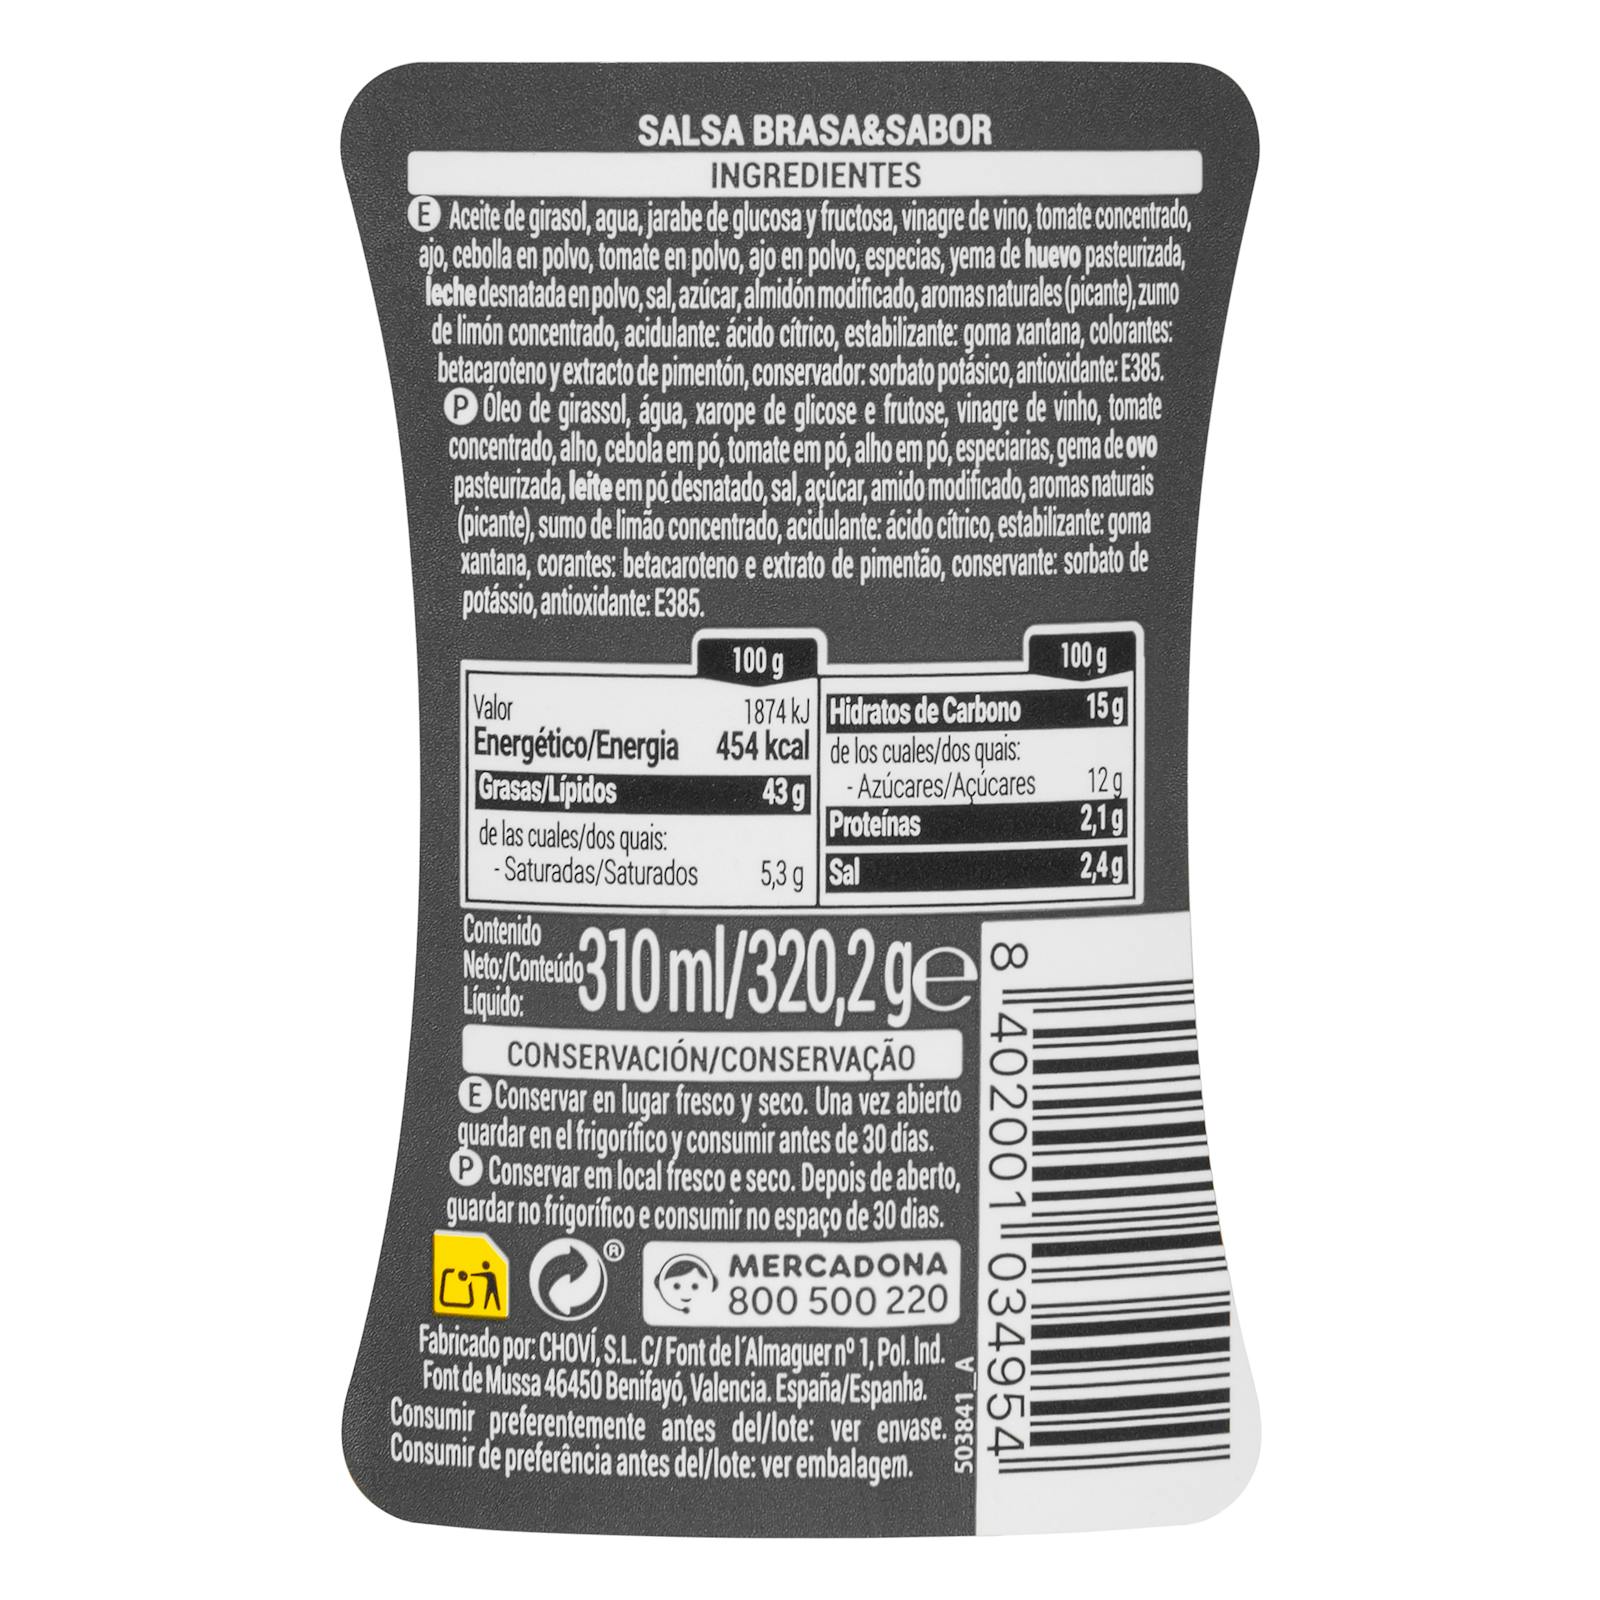 SALSA BRASA&SABOR
INGREDIENTES
E Aceite de girasol, agua, jarabe de glucosa y fructosa, vinagre de vino, tomate concentrado,
ajo, cebolla en polvo, tomate en polvo, ajo en polvo, especias, yema de huevo pasteurizada,
leche desnatada en polvo, sal, azúcar, almidón modificado, aromas naturales (picante), zumo
de limón concentrado, acidulante: ácido cítrico, estabilizante: goma xantana, colorantes:
betacaroteno y extracto de pimentón, conservador: sorbato potásico, antioxidante: E385.
P Óleo de girassol, água, xarope de glicose e frutose, vinagre de vinho, tomate
concentrado, alho, cebola em pó, tomate em pó, alho em pó, especiarias, gema de ovo
pasteurizada, leite em pó desnatado, sal, açúcar, amido modificado, aromas naturais
(picante), sumo de limão concentrado, acidulante: ácido cítrico, estabilizante: goma
xantana, corantes: betacaroteno e extrato de pimentão, conservante: sorbato de
potássio, antioxidante: E385.
100 g
Valor 1874 kJ
Energético/Energia 454 kcal
Grasas/Lípidos 43 g
de las cuales/dos quais:
- Saturadas/Saturados 5,3 g
100 g
Hidratos de Carbono 15 g
de los cuales/dos quais:
- Azúcares/Açúcares 12 g
Proteínas 2,1 g
Sal 2,4 g
Contenido
Neto:/Conteúdo
Líquido:
310 ml/320,2 g e
CONSERVACIÓN/CONSERVAÇÃO
E Conservar en lugar fresco y seco. Una vez abierto
guardar en el frigorífico y consumir antes de 30 días.
P Conservar em local fresco e seco. Depois de aberto,
guardar no frigorífico e consumir no espaço de 30 dias.
®
MERCADONA
800 500 220
Fabricado por: CHOVÍ, S.L. C/ Font de l´Almaguer nº 1, Pol. Ind.
Font de Mussa 46450 Benifayó, Valencia. España/Espanha.
Consumir preferentemente antes del/lote: ver envase.
Consumir de preferência antes del/lote: ver embalagem.
503841_A
8 402001 034954